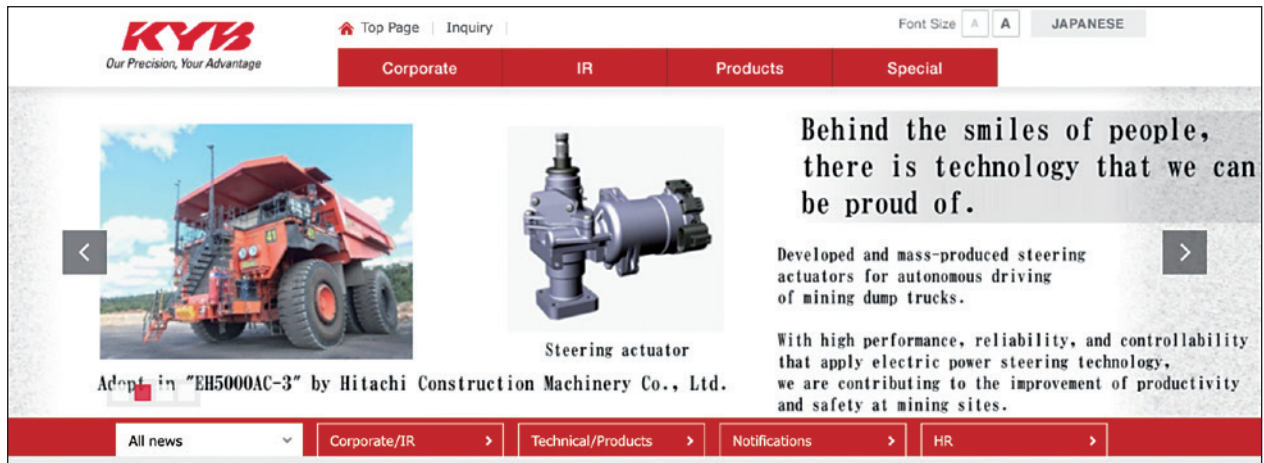 KYB
Our Precision, Your Advantage
Top Page
Inquiry
Font Size A A
JAPANESE
Corporate
IR
Products
Special
Behind the smiles of people,
there is technology that we can
be proud of.
41
Developed and mass-produced steering
actuators for autonomous driving
of mining dump trucks.
With high performance, reliability, and controllability
that apply electric power steering technology,
we are contributing to the improvement of productivity
and safety at mining sites.
Steering actuator
Adopt in "EH5000AC-3" by Hitachi Construction Machinery Co., Ltd.
All news
Corporate/IR
Technical/Products
Notifications
HR